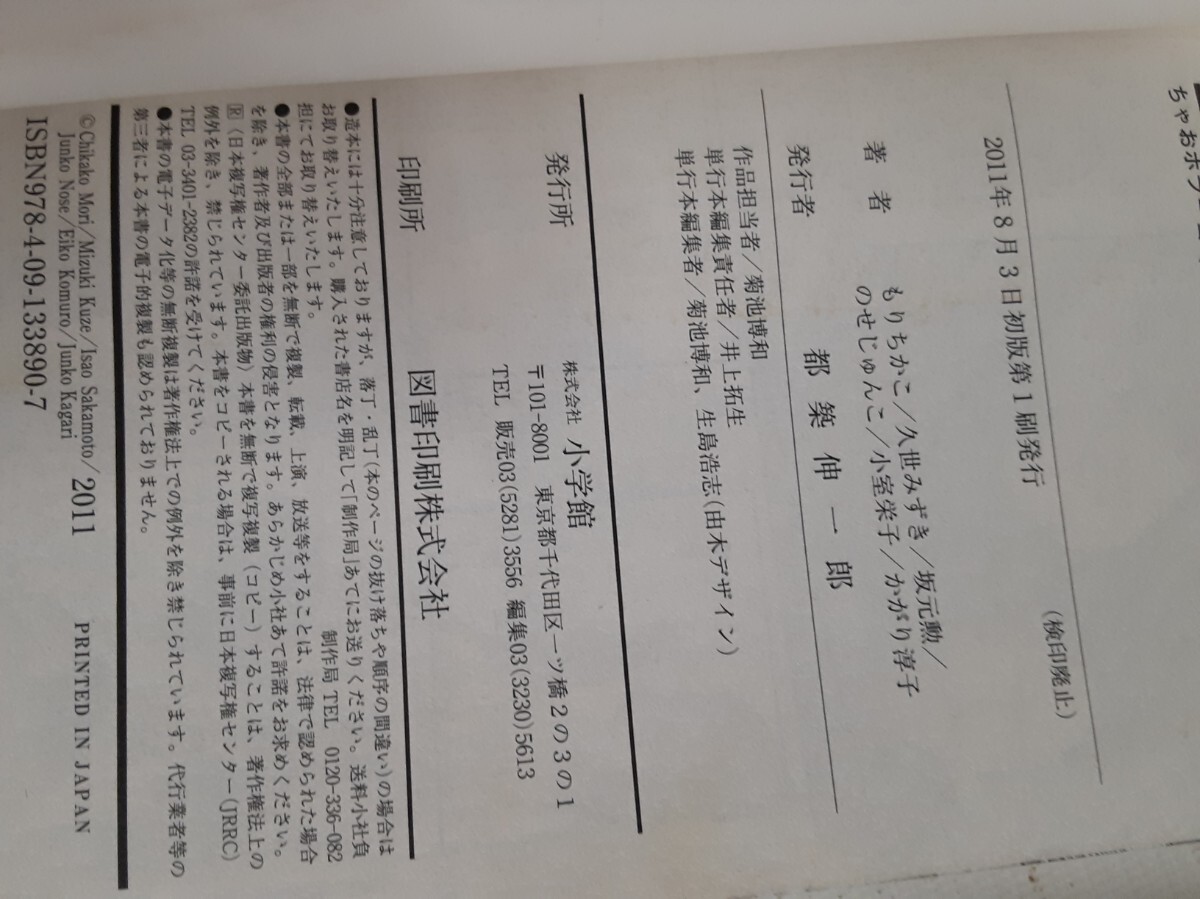 ちゃおホラー
2011年8月3日初版第1刷発行
(検印廃止)
著 者 もりちかこ/久世みずき/坂元勲/
のせじゅんこ/小室栄子/かがり淳子
発行者 都 築 伸 一 郎
作品担当者/菊池博和
単行本編集責任者/井上拓生
単行本編集者/菊池博和、生島浩志(由木デザイン)
発行所 株式会社 小学館
〒101-8001 東京都千代田区一ツ橋2の3の1
TEL 販売03(5281)3556 編集03(3230)5613
印刷所 図書印刷株式会社
●造本には十分注意しておりますが、落丁・乱丁(本のページの抜け落ちや順序の間違い)の場合は
お取り替えいたします。購入された書店名を明記して「制作局」あてにお送りください。送料小社負
担にてお取り替えいたします。 制作局 TEL 0120-336-082
●本書の全部または一部を無断で複製、転載、上演、放送等をすることは、法律で認められた場合
を除き、著作者及び出版者の権利の侵害となります。あらかじめ小社あて許諾をお求めください。
R〈日本複写権センター委託出版物〉本書を無断で複写複製(コピー)することは、著作権法上の
例外を除き、禁じられています。本書をコピーされる場合は、事前に日本複写権センター(JRRC)
TEL 03-3401-2382の許諾を受けてください。
●本書の電子データ化等の無断複製は著作権法上での例外を除き禁じられています。代行業者等の
第三者による本書の電子的複製も認められておりません。
©Chikako Mori/Mizuki Kuze/Isao Sakamoto/
Junko Nose/Eiko Komuro/Junko Kagari
2011 PRINTED IN JAPAN
ISBN978-4-09-133890-7